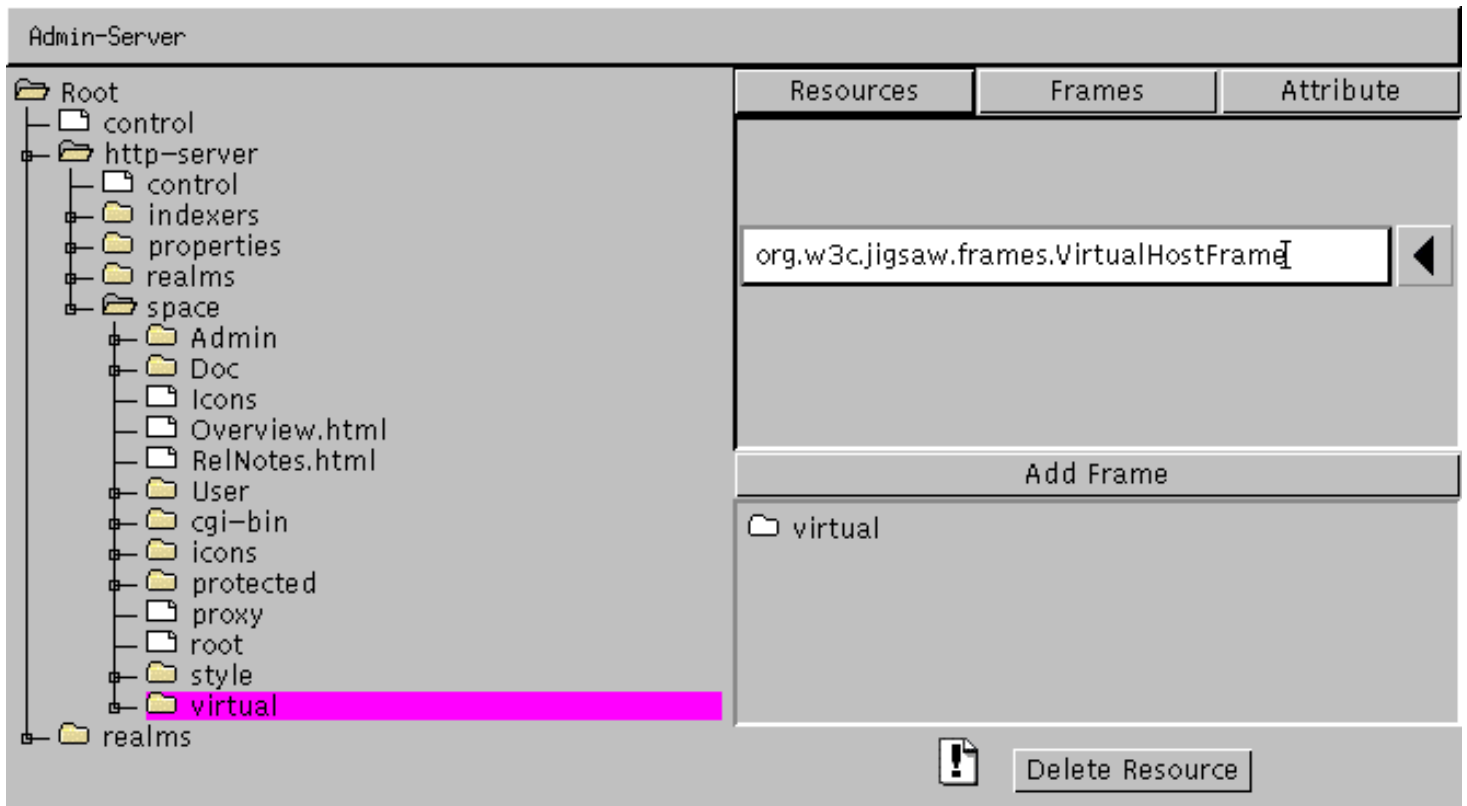 Admin-Server
Root
control
http-server
control
indexers
properties
realms
space
Admin
Doc
Icons
Overview.html
RelNotes.html
User
cgi-bin
icons
protected
proxy
root
style
virtual
realms
Resources Frames Attribute
org.w3c.jigsaw.frames.VirtualHostFrame
Add Frame
virtual
Delete Resource